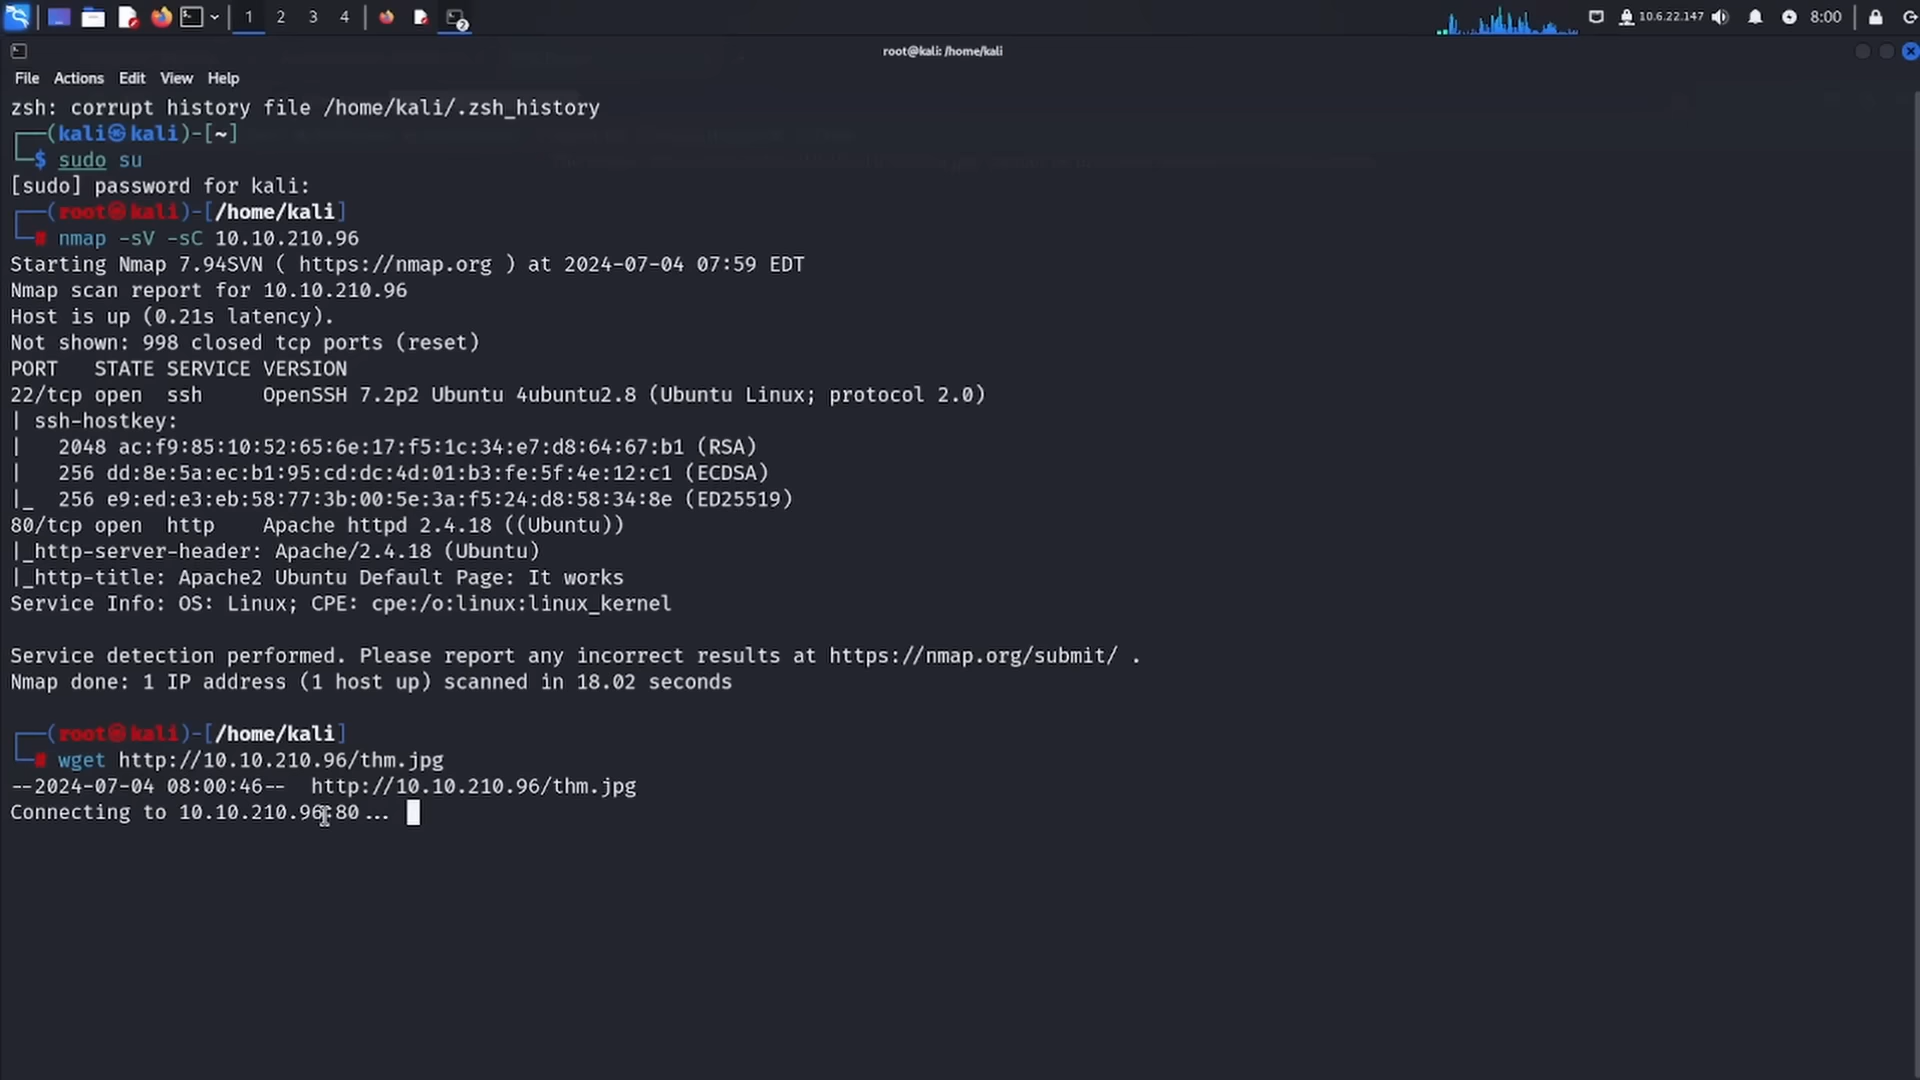 1 2 3 4 10.6.22.147 8:00
root@kali: /home/kali
File Actions Edit View Help
zsh: corrupt history file /home/kali/.zsh_history
┌──(kali㉿kali)-[~]
└─$ sudo su
[sudo] password for kali:
┌──(root㉿kali)-[/home/kali]
└─# nmap -sV -sC 10.10.210.96
Starting Nmap 7.94SVN ( https://nmap.org ) at 2024-07-04 07:59 EDT
Nmap scan report for 10.10.210.96
Host is up (0.21s latency).
Not shown: 998 closed tcp ports (reset)
PORT   STATE SERVICE VERSION
22/tcp open  ssh     OpenSSH 7.2p2 Ubuntu 4ubuntu2.8 (Ubuntu Linux; protocol 2.0)
| ssh-hostkey:
|   2048 ac:f9:85:10:52:65:6e:17:f5:1c:34:e7:d8:64:67:b1 (RSA)
|   256 dd:8e:5a:ec:b1:95:cd:dc:4d:01:b3:fe:5f:4e:12:c1 (ECDSA)
|_  256 e9:ed:e3:eb:58:77:3b:00:5e:3a:f5:24:d8:58:34:8e (ED25519)
80/tcp open  http    Apache httpd 2.4.18 ((Ubuntu))
|_http-server-header: Apache/2.4.18 (Ubuntu)
|_http-title: Apache2 Ubuntu Default Page: It works
Service Info: OS: Linux; CPE: cpe:/o:linux:linux_kernel
Service detection performed. Please report any incorrect results at https://nmap.org/submit/ .
Nmap done: 1 IP address (1 host up) scanned in 18.02 seconds
┌──(root㉿kali)-[/home/kali]
└─# wget http://10.10.210.96/thm.jpg
--2024-07-04 08:00:46--  http://10.10.210.96/thm.jpg
Connecting to 10.10.210.96:80...